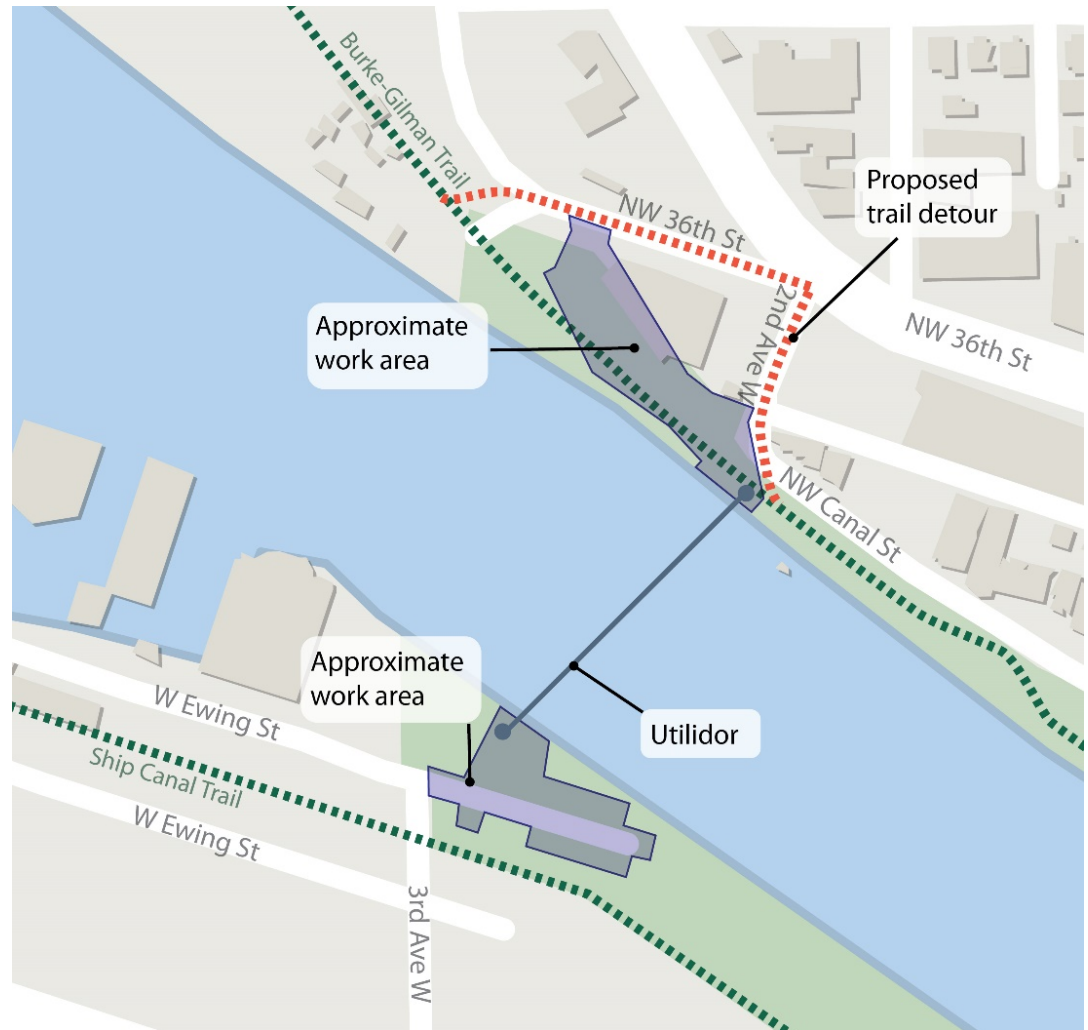 Burke-Gilman Trail
NW 36th St
Proposed
trail detour
2nd Ave W
NW 36th St
Approximate
work area
NW Canal St
Approximate
work area
W Ewing St
Utilidor
Ship Canal Trail
W Ewing St
3rd Ave W